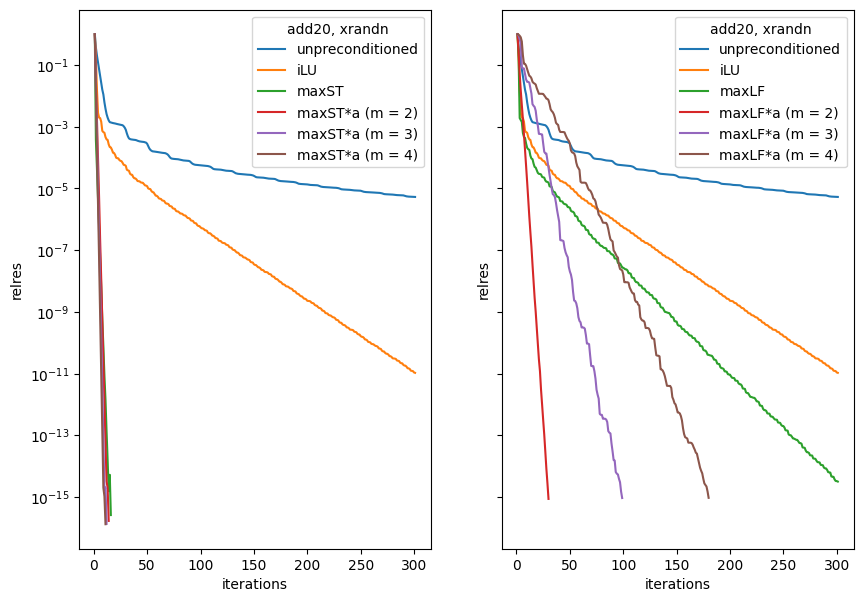 add20, xrandn
unpreconditioned
iLU
maxST
maxST*a (m = 2)
maxST*a (m = 3)
maxST*a (m = 4)
10⁻¹
10⁻³
10⁻⁵
10⁻⁷
10⁻⁹
10⁻¹¹
10⁻¹³
10⁻¹⁵
relres
0 50 100 150 200 250 300
iterations
add20, xrandn
unpreconditioned
iLU
maxLF
maxLF*a (m = 2)
maxLF*a (m = 3)
maxLF*a (m = 4)
relres
0 50 100 150 200 250 300
iterations